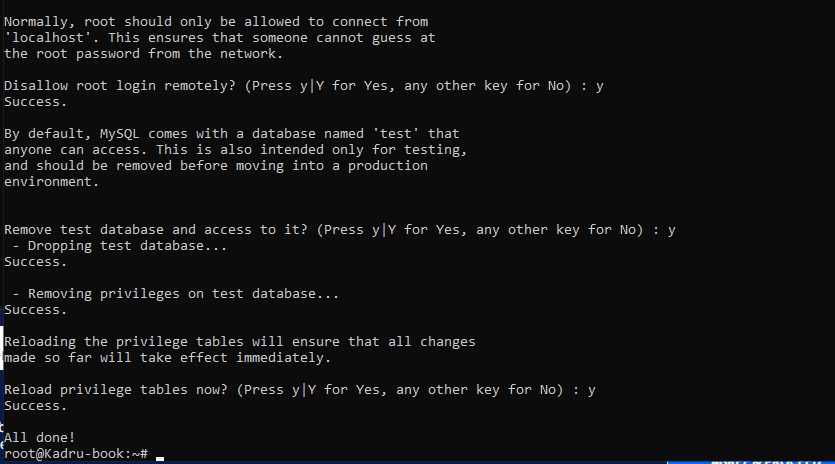 Normally, root should only be allowed to connect from
'localhost'. This ensures that someone cannot guess at
the root password from the network.
Disallow root login remotely? (Press y|Y for Yes, any other key for No) : y
Success.
By default, MySQL comes with a database named 'test' that
anyone can access. This is also intended only for testing,
and should be removed before moving into a production
environment.
Remove test database and access to it? (Press y|Y for Yes, any other key for No) : y
 - Dropping test database...
Success.
 - Removing privileges on test database...
Success.
Reloading the privilege tables will ensure that all changes
made so far will take effect immediately.
Reload privilege tables now? (Press y|Y for Yes, any other key for No) : y
Success.
All done!
root@Kadru-book:~#